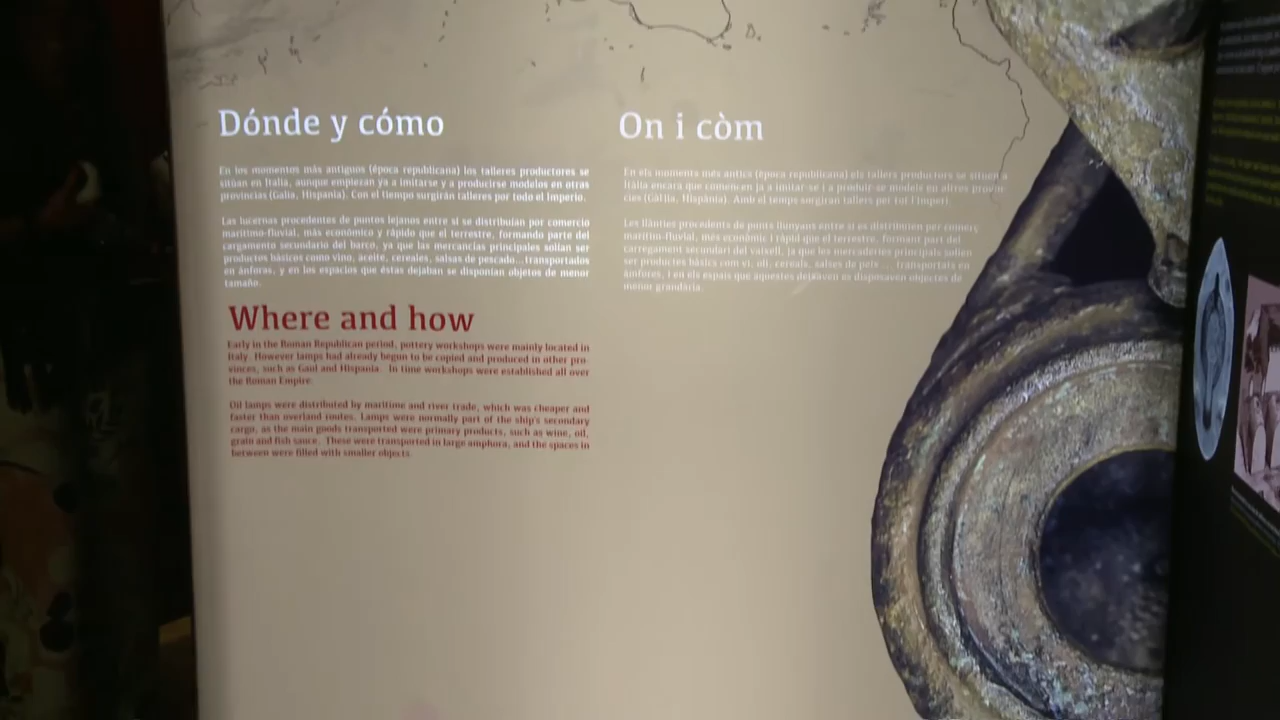 Dónde y cómo
En los momentos más antiguos (época republicana) los talleres productores se
sitúan en Italia, aunque empiezan ya a imitarse y a producirse modelos en otras
provincias (Galia, Hispania). Con el tiempo surgirán talleres por todo el Imperio.
Las lucernas procedentes de puntos lejanos entre sí se distribuían por comercio
marítimo-fluvial, más económico y rápido que el terrestre, formando parte del
cargamento secundario del barco, ya que las mercancías principales solían ser
productos básicos como vino, aceite, cereales, salsas de pescado... transportados
en ánforas, y en los espacios que éstas dejaban se disponían objetos de menor
tamaño.
Where and how
Early in the Roman Republican period, pottery workshops were mainly located in
Italy. However lamps had already begun to be copied and produced in other pro-
vinces, such as Gaul and Hispania. In time workshops were established all over
the Roman Empire.
Oil lamps were distributed by maritime and river trade, which was cheaper and
faster than overland routes. Lamps were normally part of the ship's secondary
cargo, as the main goods transported were primary products, such as wine, oil,
grain and fish sauce. These were transported in large amphora, and the spaces in
between were filled with smaller objects.
On i còm
En els moments més antics (época republicana) els tallers productors se situen a
Itàlia encara que comencen ja a imitar-se i a produir-se models en altres provín-
cies (Gàl·lia, Hispània). Amb el temps surgiran tallers per tot l'Imperi.
Les llànties procedents de punts llunyans entre si es distribuïen per comerç
marítim-fluvial, més econòmic i ràpid que el terrestre, formant part del
carregament secundari del vaixell, ja que les mercaderies principals solien
ser productes bàsics com vi, oli, cereals, salses de peix ... transportats en
àmfores, i en els espais que aquestes deixaven es disposaven objectes de
menor grandària.